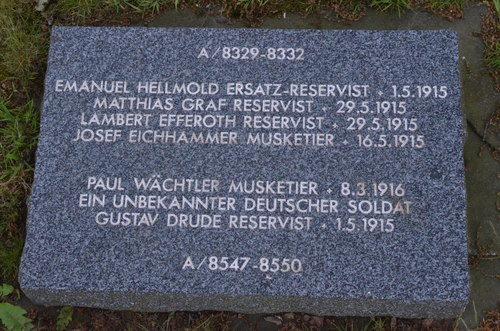 A/8329-8332
EMANUEL HELLMOLD ERSATZ-RESERVIST + 1.5.1915
MATTHIAS GRAF RESERVIST + 29.5.1915
LAMBERT EFFEROTH RESERVIST + 29.5.1915
JOSEF EICHHAMMER MUSKETIER + 16.5.1915
PAUL WÄCHTLER MUSKETIER + 8.3.1916
EIN UNBEKANNTER DEUTSCHER SOLDAT
GUSTAV DRUDE RESERVIST + 1.5.1915
A/8547-8550